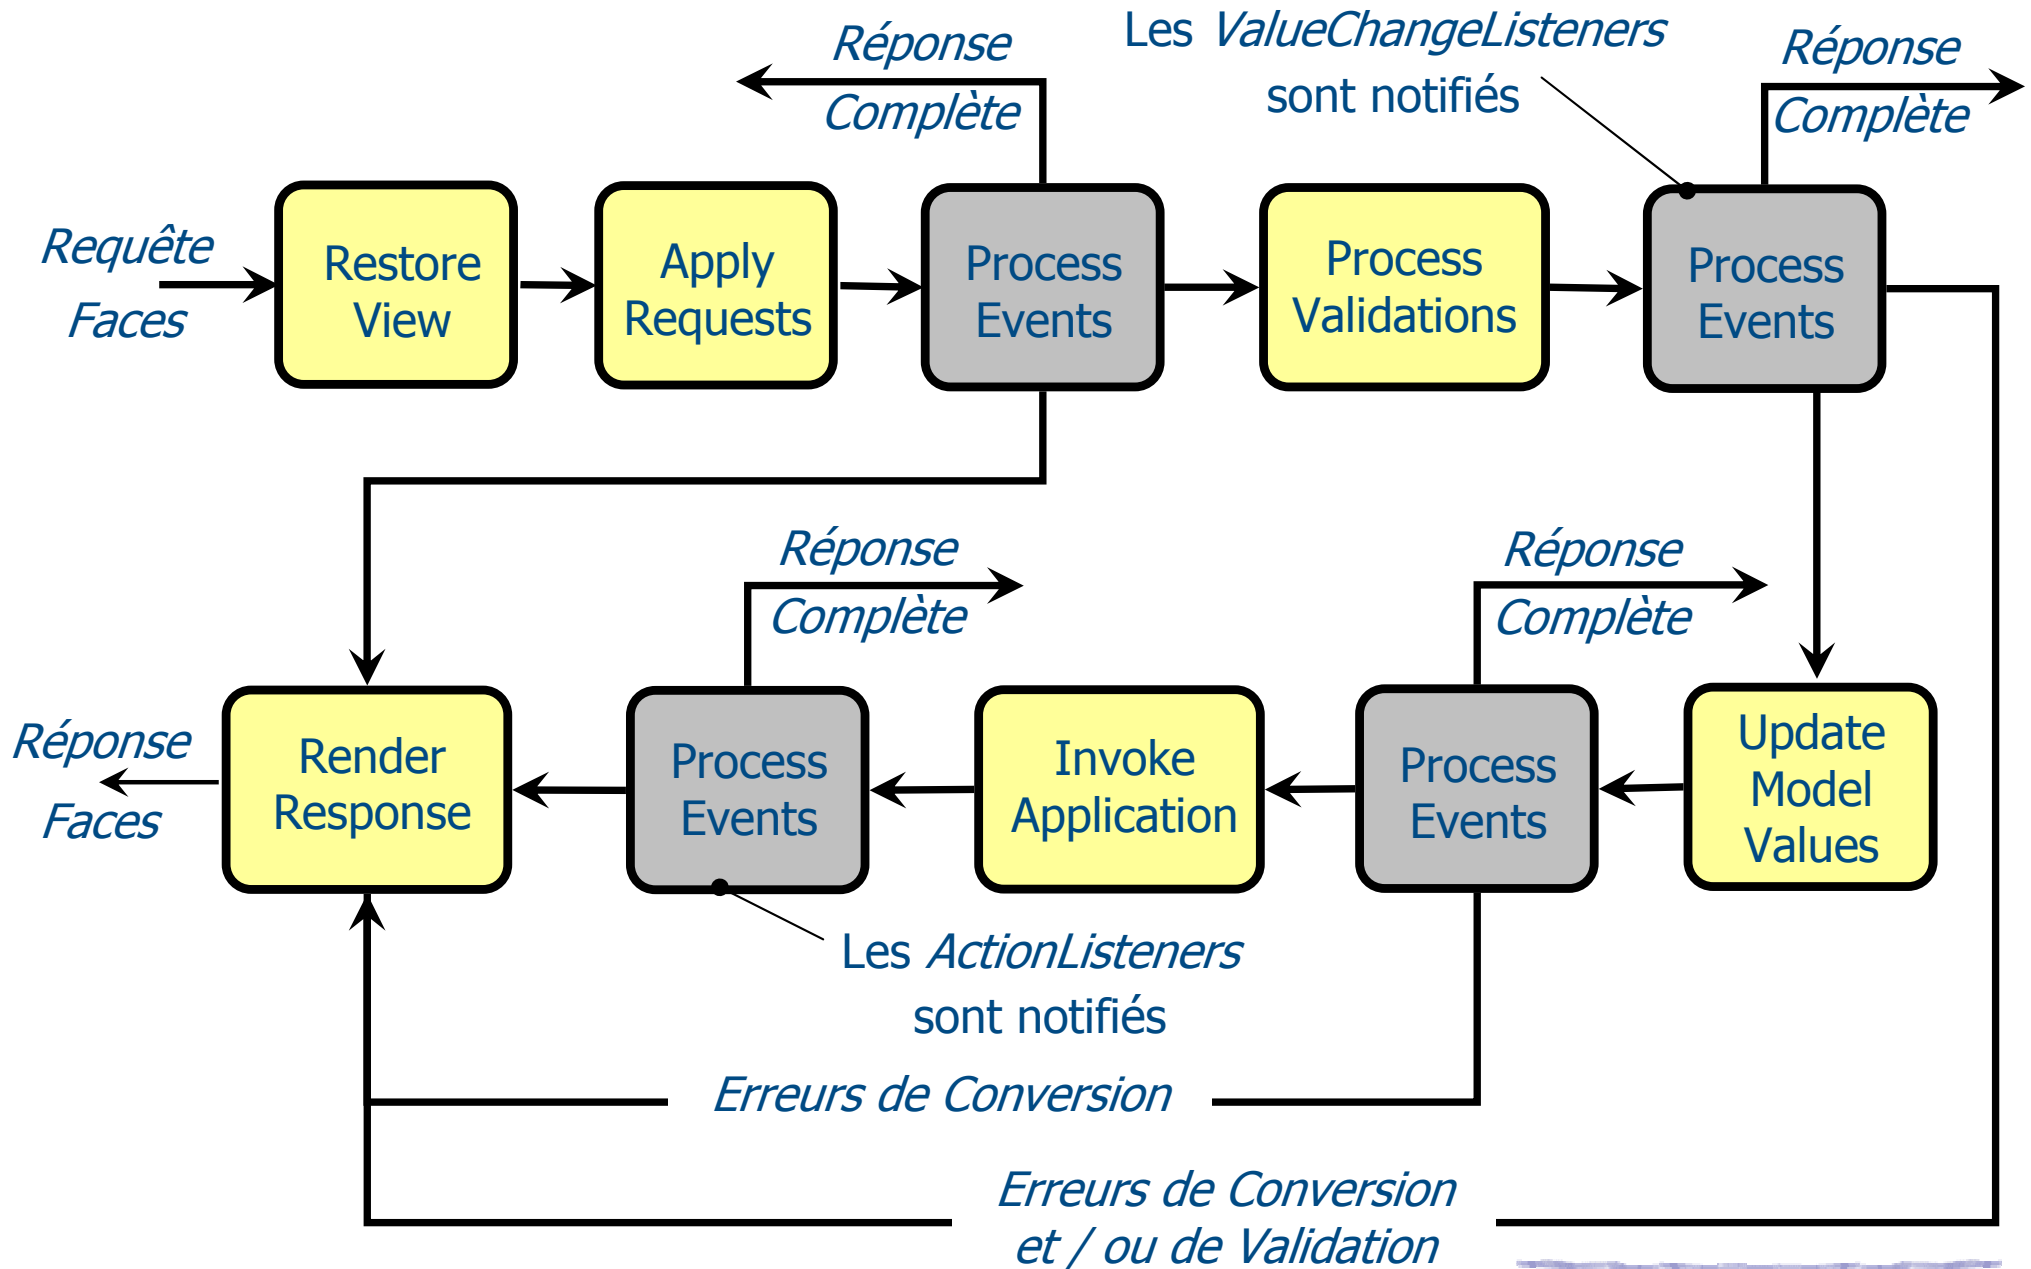 Réponse
Complète
Les ValueChangeListeners
sont notifiés
Réponse
Complète
Requête
Faces
Restore
View
Apply
Requests
Process
Events
Process
Validations
Process
Events
Réponse
Complète
Réponse
Complète
Réponse
Faces
Render
Response
Process
Events
Invoke
Application
Process
Events
Update
Model
Values
Les ActionListeners
sont notifiés
Erreurs de Conversion
Erreurs de Conversion
et / ou de Validation